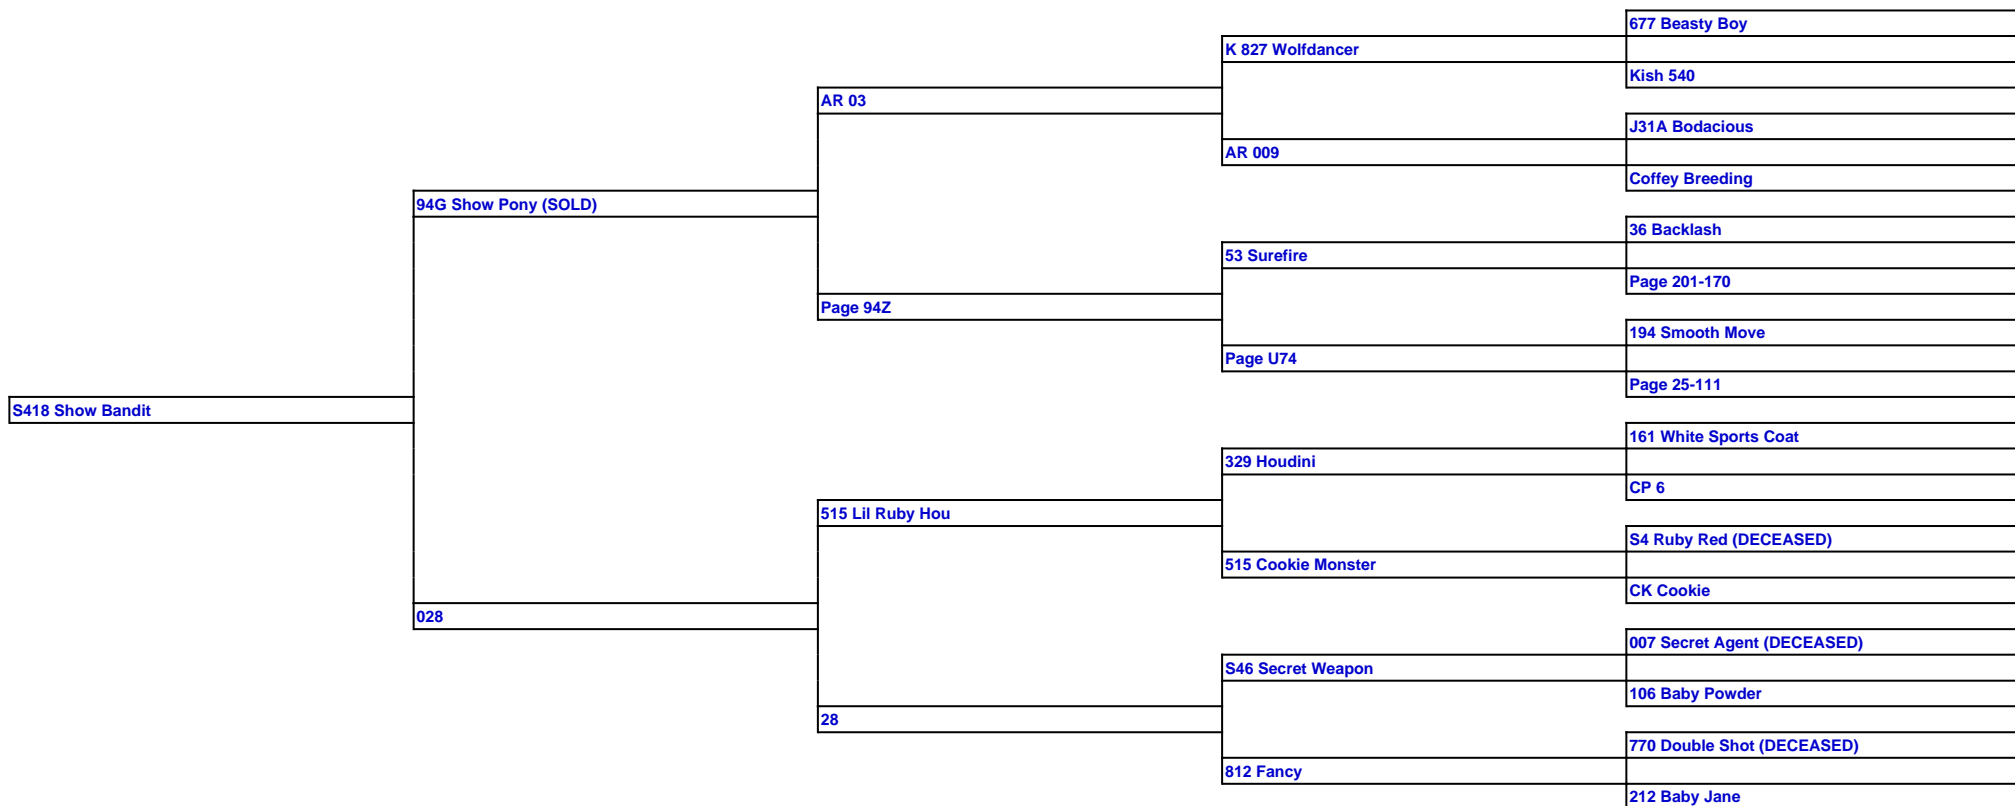 677 Beasty Boy
K 827 Wolfdancer
Kish 540
AR 03
J31A Bodacious
AR 009
Coffey Breeding
94G Show Pony (SOLD)
36 Backlash
53 Surefire
Page 201-170
Page 94Z
194 Smooth Move
Page U74
Page 25-111
S418 Show Bandit
161 White Sports Coat
329 Houdini
CP 6
515 Lil Ruby Hou
S4 Ruby Red (DECEASED)
515 Cookie Monster
CK Cookie
028
007 Secret Agent (DECEASED)
S46 Secret Weapon
106 Baby Powder
28
770 Double Shot (DECEASED)
812 Fancy
212 Baby Jane